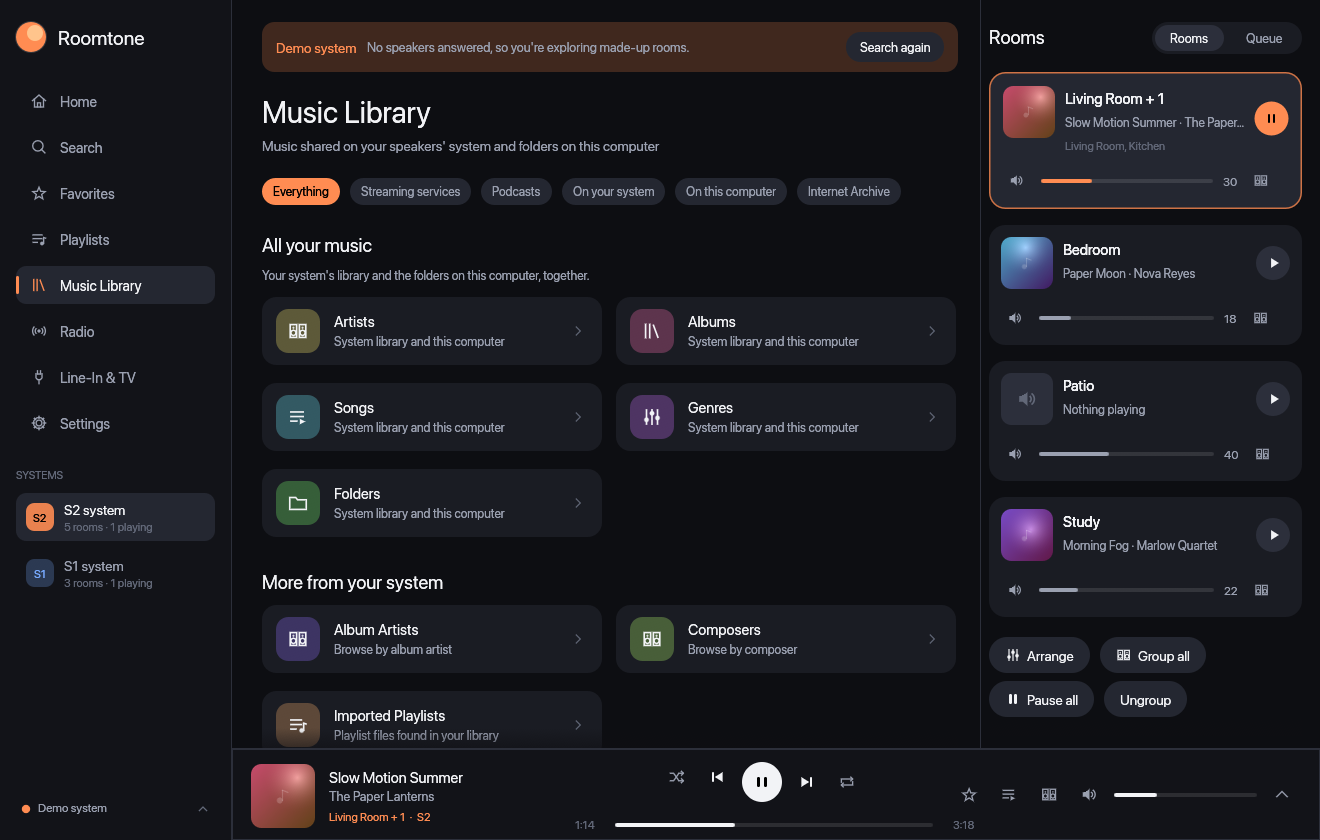 Roomtone
Home
Search
Favorites
Playlists
Music Library
Radio
Line-In & TV
Settings
SYSTEMS
S2
S2 system
5 rooms · 1 playing
S1
S1 system
3 rooms · 1 playing
Demo system
Demo system No speakers answered, so you're exploring made-up rooms. Search again
Music Library
Music shared on your speakers' system and folders on this computer
Everything Streaming services Podcasts On your system On this computer Internet Archive
All your music
Your system's library and the folders on this computer, together.
Artists
System library and this computer
Albums
System library and this computer
Songs
System library and this computer
Genres
System library and this computer
Folders
System library and this computer
More from your system
Album Artists
Browse by album artist
Composers
Browse by composer
Imported Playlists
Playlist files found in your library
Rooms Rooms Queue
Living Room + 1
Slow Motion Summer · The Paper...
Living Room, Kitchen
30
Bedroom
Paper Moon · Nova Reyes
18
Patio
Nothing playing
40
Study
Morning Fog · Marlow Quartet
22
Arrange Group all
Pause all Ungroup
Slow Motion Summer
The Paper Lanterns
Living Room + 1 · S2
1:14 3:18